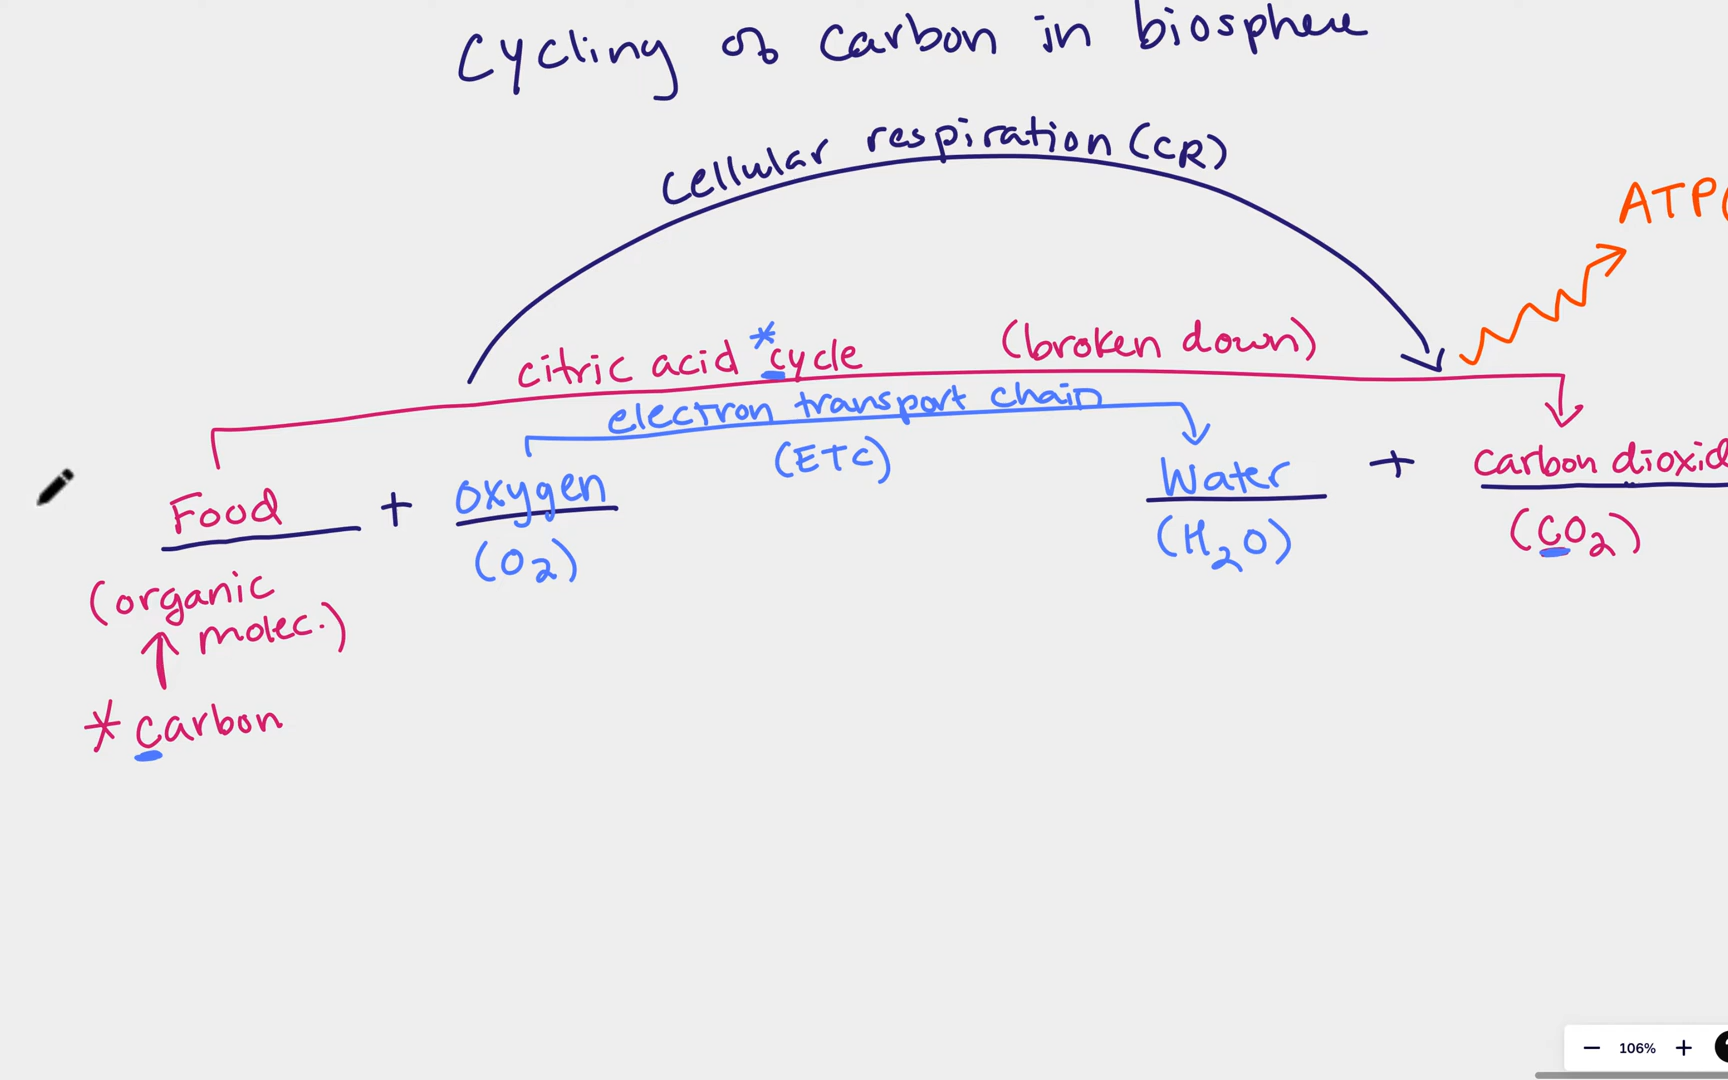 Cycling of carbon in biosphere
Cellular respiration (CR)
ATP(
citric acid *cycle (broken down)
electron transport chain
(ETC)
Food + oxygen Water + Carbon dioxid
(O2) (H2O) (CO2)
(organic
molec.)
* carbon
106%